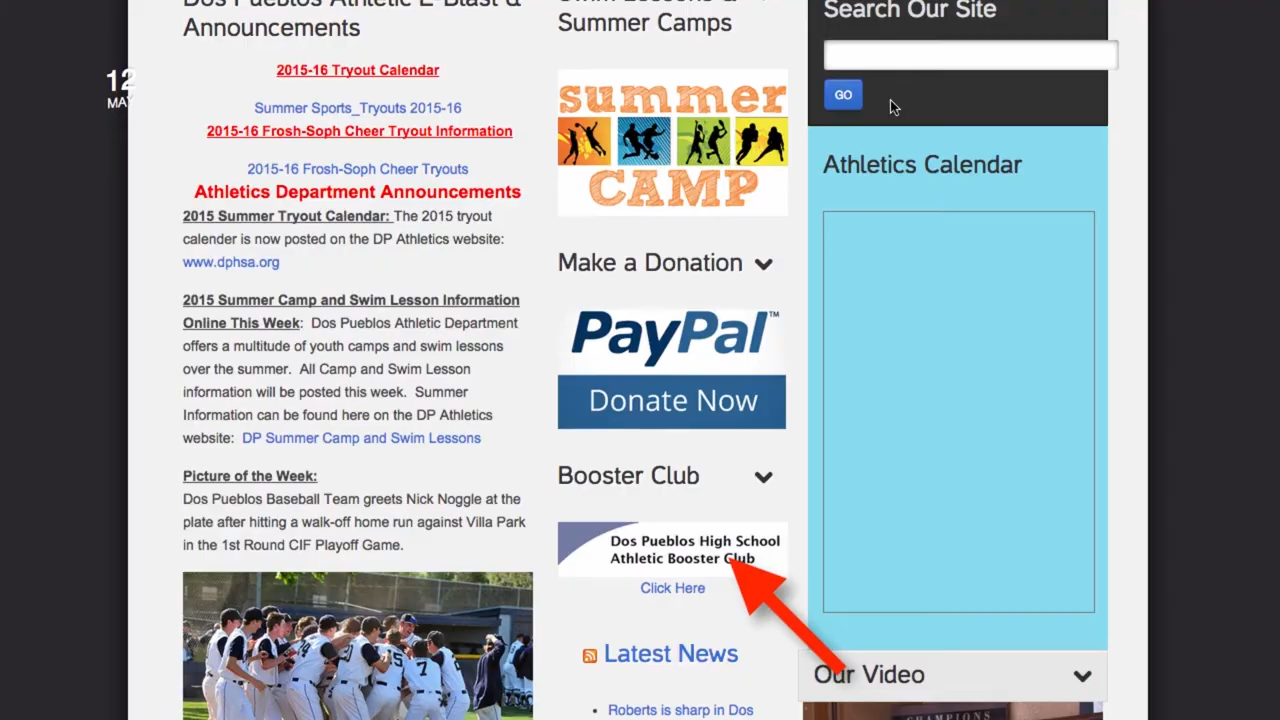 Dos Pueblos Athletic E-Blast &
Announcements
2015-16 Tryout Calendar
12
MAY
Summer Sports_Tryouts 2015-16
2015-16 Frosh-Soph Cheer Tryout Information
2015-16 Frosh-Soph Cheer Tryouts
Athletics Department Announcements
2015 Summer Tryout Calendar: The 2015 tryout
calender is now posted on the DP Athletics website:
www.dphsa.org
2015 Summer Camp and Swim Lesson Information
Online This Week: Dos Pueblos Athletic Department
offers a multitude of youth camps and swim lessons
over the summer. All Camp and Swim Lesson
information will be posted this week. Summer
Information can be found here on the DP Athletics
website: DP Summer Camp and Swim Lessons
Picture of the Week:
Dos Pueblos Baseball Team greets Nick Noggle at the
plate after hitting a walk-off home run against Villa Park
in the 1st Round CIF Playoff Game.
Swim Lessons &
Summer Camps
summer
CAMP
Make a Donation
PayPal™
Donate Now
Booster Club
Dos Pueblos High School
Athletic Booster Club
Click Here
Latest News
• Roberts is sharp in Dos
Search Our Site
GO
Athletics Calendar
Our Video
CHAMPIONS